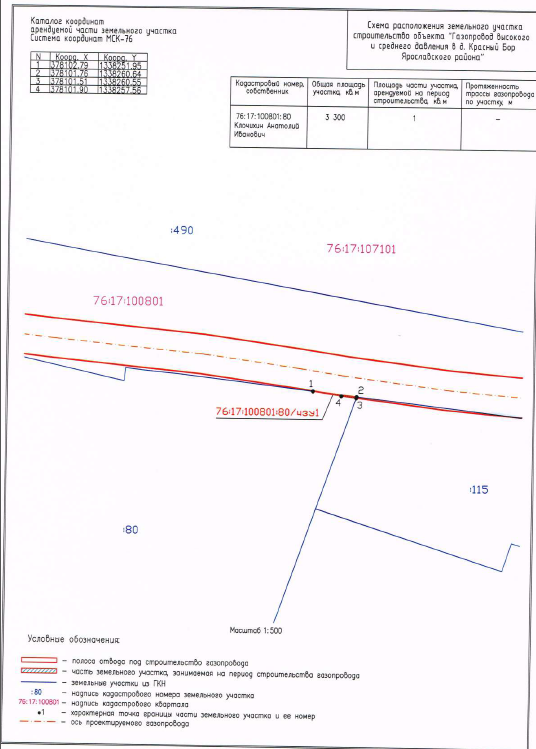 Каталог координат
арендуемой части земельного участка
Система координат МСК-76
N Коорд. X Коорд. Y
1 378102.79 1338251.95
2 378101.76 1338260.64
3 378101.51 1338260.55
4 378101.90 1338257.56
Схема расположения земельного участка
строительство объекта "Газопровод высокого
и среднего давления в д. Красный Бор
Ярославского района"
Кадастровый номер, собственник
Общая площадь участка, кв.м
Площадь части участка, арендуемой на период строительства, кв.м
Протяженность трассы газопровода по участку, м
76:17:100801:80
Клочихин Анатолий
Иванович
3 300
1
–
:490
76:17:107101
76:17:100801
1
2
4
3
76:17:100801:80/чзу1
:115
:80
Масштаб 1:500
Условные обозначения:
– полоса отвода под строительство газопровода
– часть земельного участка, занимаемая на период строительства газопровода
– земельные участки из ГКН
:80 – надпись кадастрового номера земельного участка
76:17:100801 – надпись кадастрового квартала
•1 – характерная точка границы части земельного участка и ее номер
– ось проектируемого газопровода